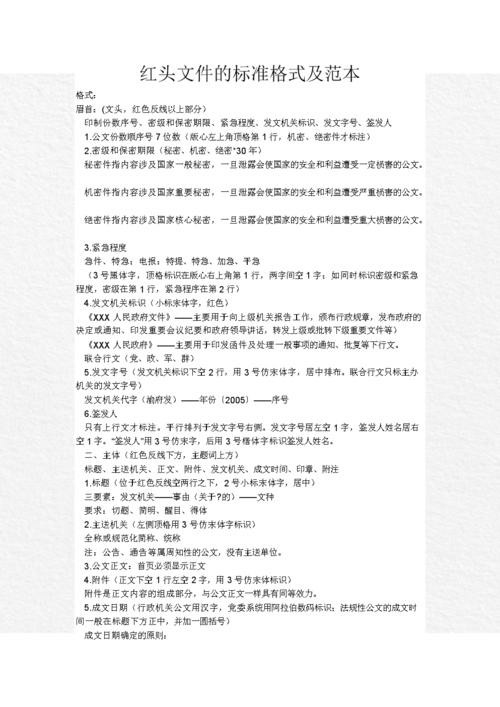 红头文件的标准格式及范本
格式:
眉首:(文头,红色反线以上部分)
印制份数序号、密级和保密期限、紧急程度、发文机关标识、发文字号、签发人
1.公文份数顺序号7位数(版心左上角顶格第1行,机密、绝密件才标注)
2.密级和保密期限(秘密、机密、绝密*30年)
秘密件指内容涉及国家一般秘密,一旦泄露会使国家的安全和利益遭受一定损害的公文。
机密件指内容涉及国家重要秘密,一旦泄露会使国家的安全和利益遭受严重损害的公文。
绝密件指内容涉及国家核心秘密,一旦泄露会使国家的安全和利益遭受重大损害的公文。
3.紧急程度
急件、特急;电报:特提、特急、加急、平急
(3号黑体字,顶格标识在版心右上角第1行,两字间空1字;如同时标识密级和紧急
程度,密级在第1行,紧急程序在第2行)
4.发文机关标识(小标宋体字,红色)
《XXX人民政府文件》——主要用于向上级机关报告工作,颁布行政规章,发布政府的
决定或通知、印发重要会议纪要和政府领导讲话,转发上级或批转下级重要文件等)
《XXX人民政府》——主要用于印发函件及处理一般事项的通知、批复等下行文。
联合行文(党、政、军、群)
5.发文字号(发文机关标识下空2行,用3号仿宋体字,居中排布。联合行文只标主办
机关的发文字号)
发文机关代字(渝府发)——年份〔2005〕——序号
6.签发人
只有上行文才标注。平行排列于发文字号右侧。发文字号居左空1字,签发人姓名居右
空1字。“签发人”用3号仿宋字,后用3号楷体字标识签发人姓名。
二、主体(红色反线下方,主题词上方)
标题、主送机关、正文、附件、发文机关、成文时间、印章、附注
1.标题(位于红色反线空两行之下,2号小标宋体字,居中)
三要素:发文机关——事由(关于?的)——文种
要求:切题、简明、醒目、得体
2.主送机关(左侧顶格用3号仿宋体字标识)
全称或规范化简称、统称
注:公告、通告等属周知性的公文,没有主送单位。
3.公文正文:首页必须显示正文
4.附件(正文下空1行左空2字,用3号仿宋体标识)
附件是正文内容的组成部分,与公文正文一样具有同等效力。
5.成文日期(行政机关公文用汉字,党委系统用阿拉伯数码标识;法规性公文的成文时
间一般在标题下方正中,并加一圆括号)
成文日期确定的原则: